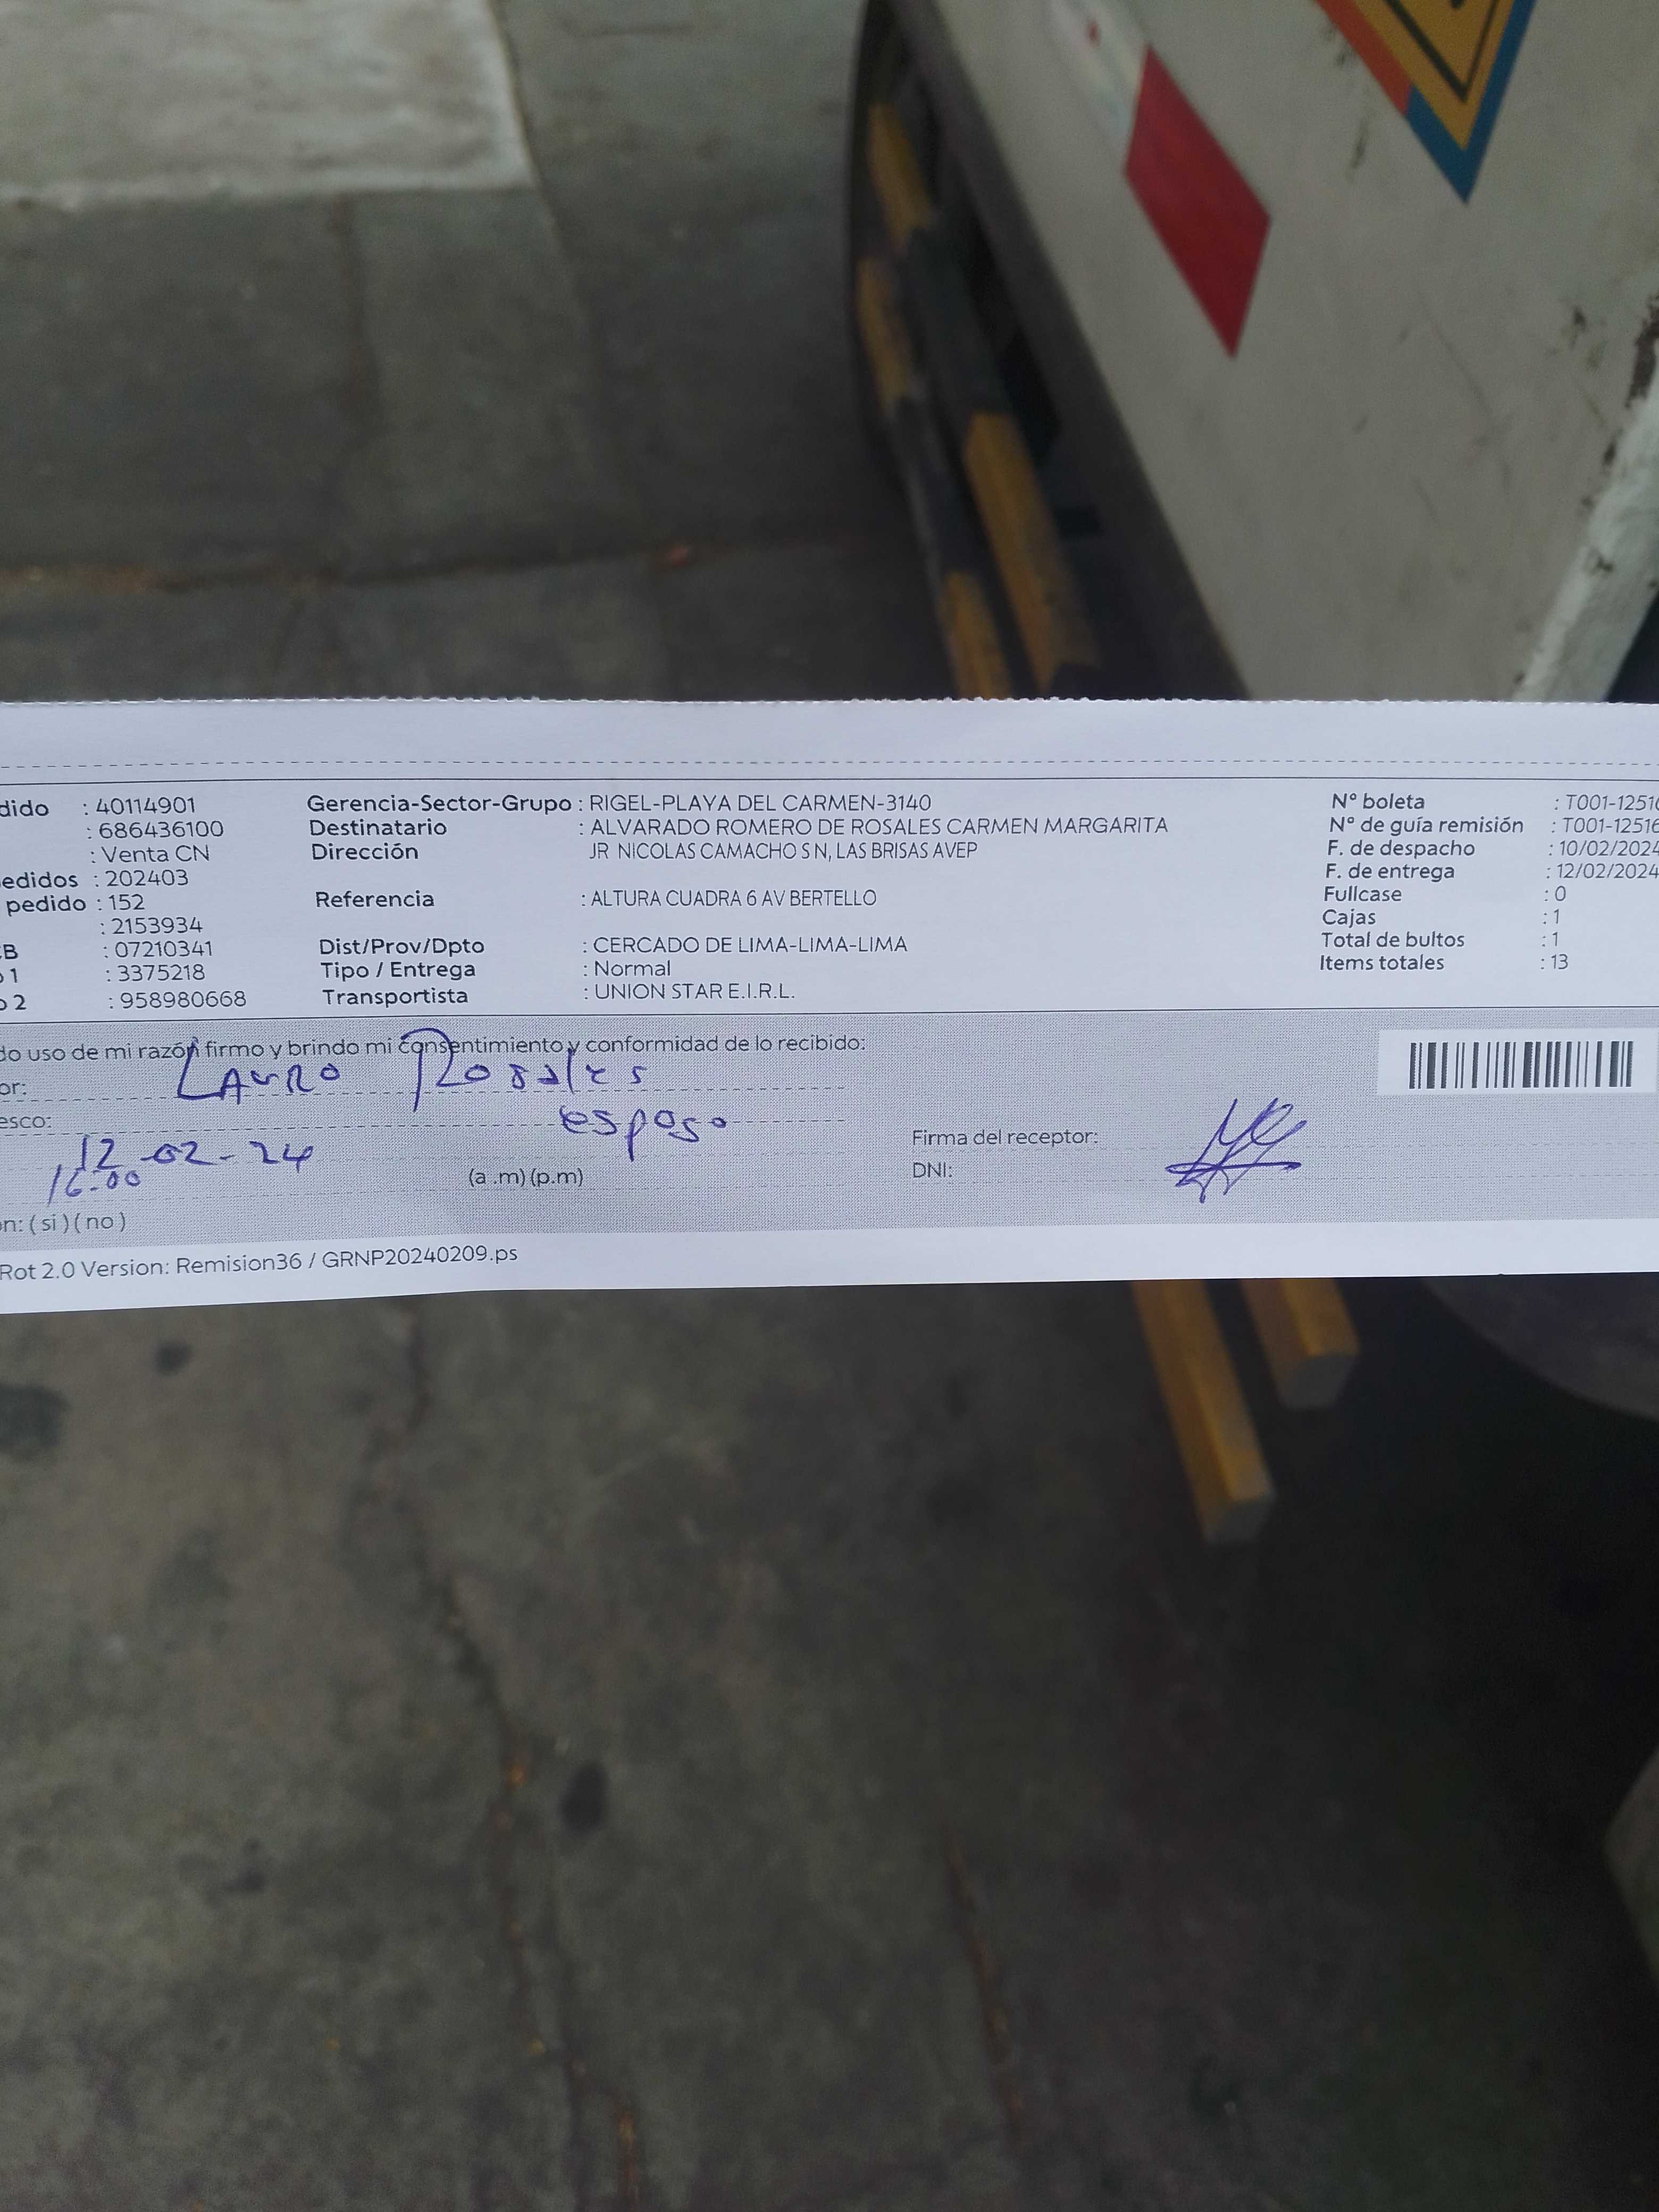 dido : 40114901 Gerencia-Sector-Grupo : RIGEL-PLAYA DEL CARMEN-3140 N° boleta : T001-12516
: 686436100 Destinatario : ALVARADO ROMERO DE ROSALES CARMEN MARGARITA N° de guía remisión : T001-12516
: Venta CN Dirección JR NICOLAS CAMACHO S N, LAS BRISAS AVEP F. de despacho : 10/02/2024
edidos : 202403 F. de entrega : 12/02/2024
pedido : 152 Referencia : ALTURA CUADRA 6 AV BERTELLO Fullcase : 0
: 2153934 Cajas : 1
B : 07210341 Dist/Prov/Dpto : CERCADO DE LIMA-LIMA-LIMA Total de bultos : 1
1 : 3375218 Tipo / Entrega : Normal Items totales : 13
2 : 958980668 Transportista : UNION STAR E.I.R.L.
do uso de mi razón firmo y brindo mi consentimiento y conformidad de lo recibido:
or: LAURO Rosales
esco: esposo
12-02-24 Firma del receptor:
16:00 (a .m) (p.m) DNI:
n: ( si ) ( no )
Rot 2.0 Version: Remision36 / GRNP20240209.ps